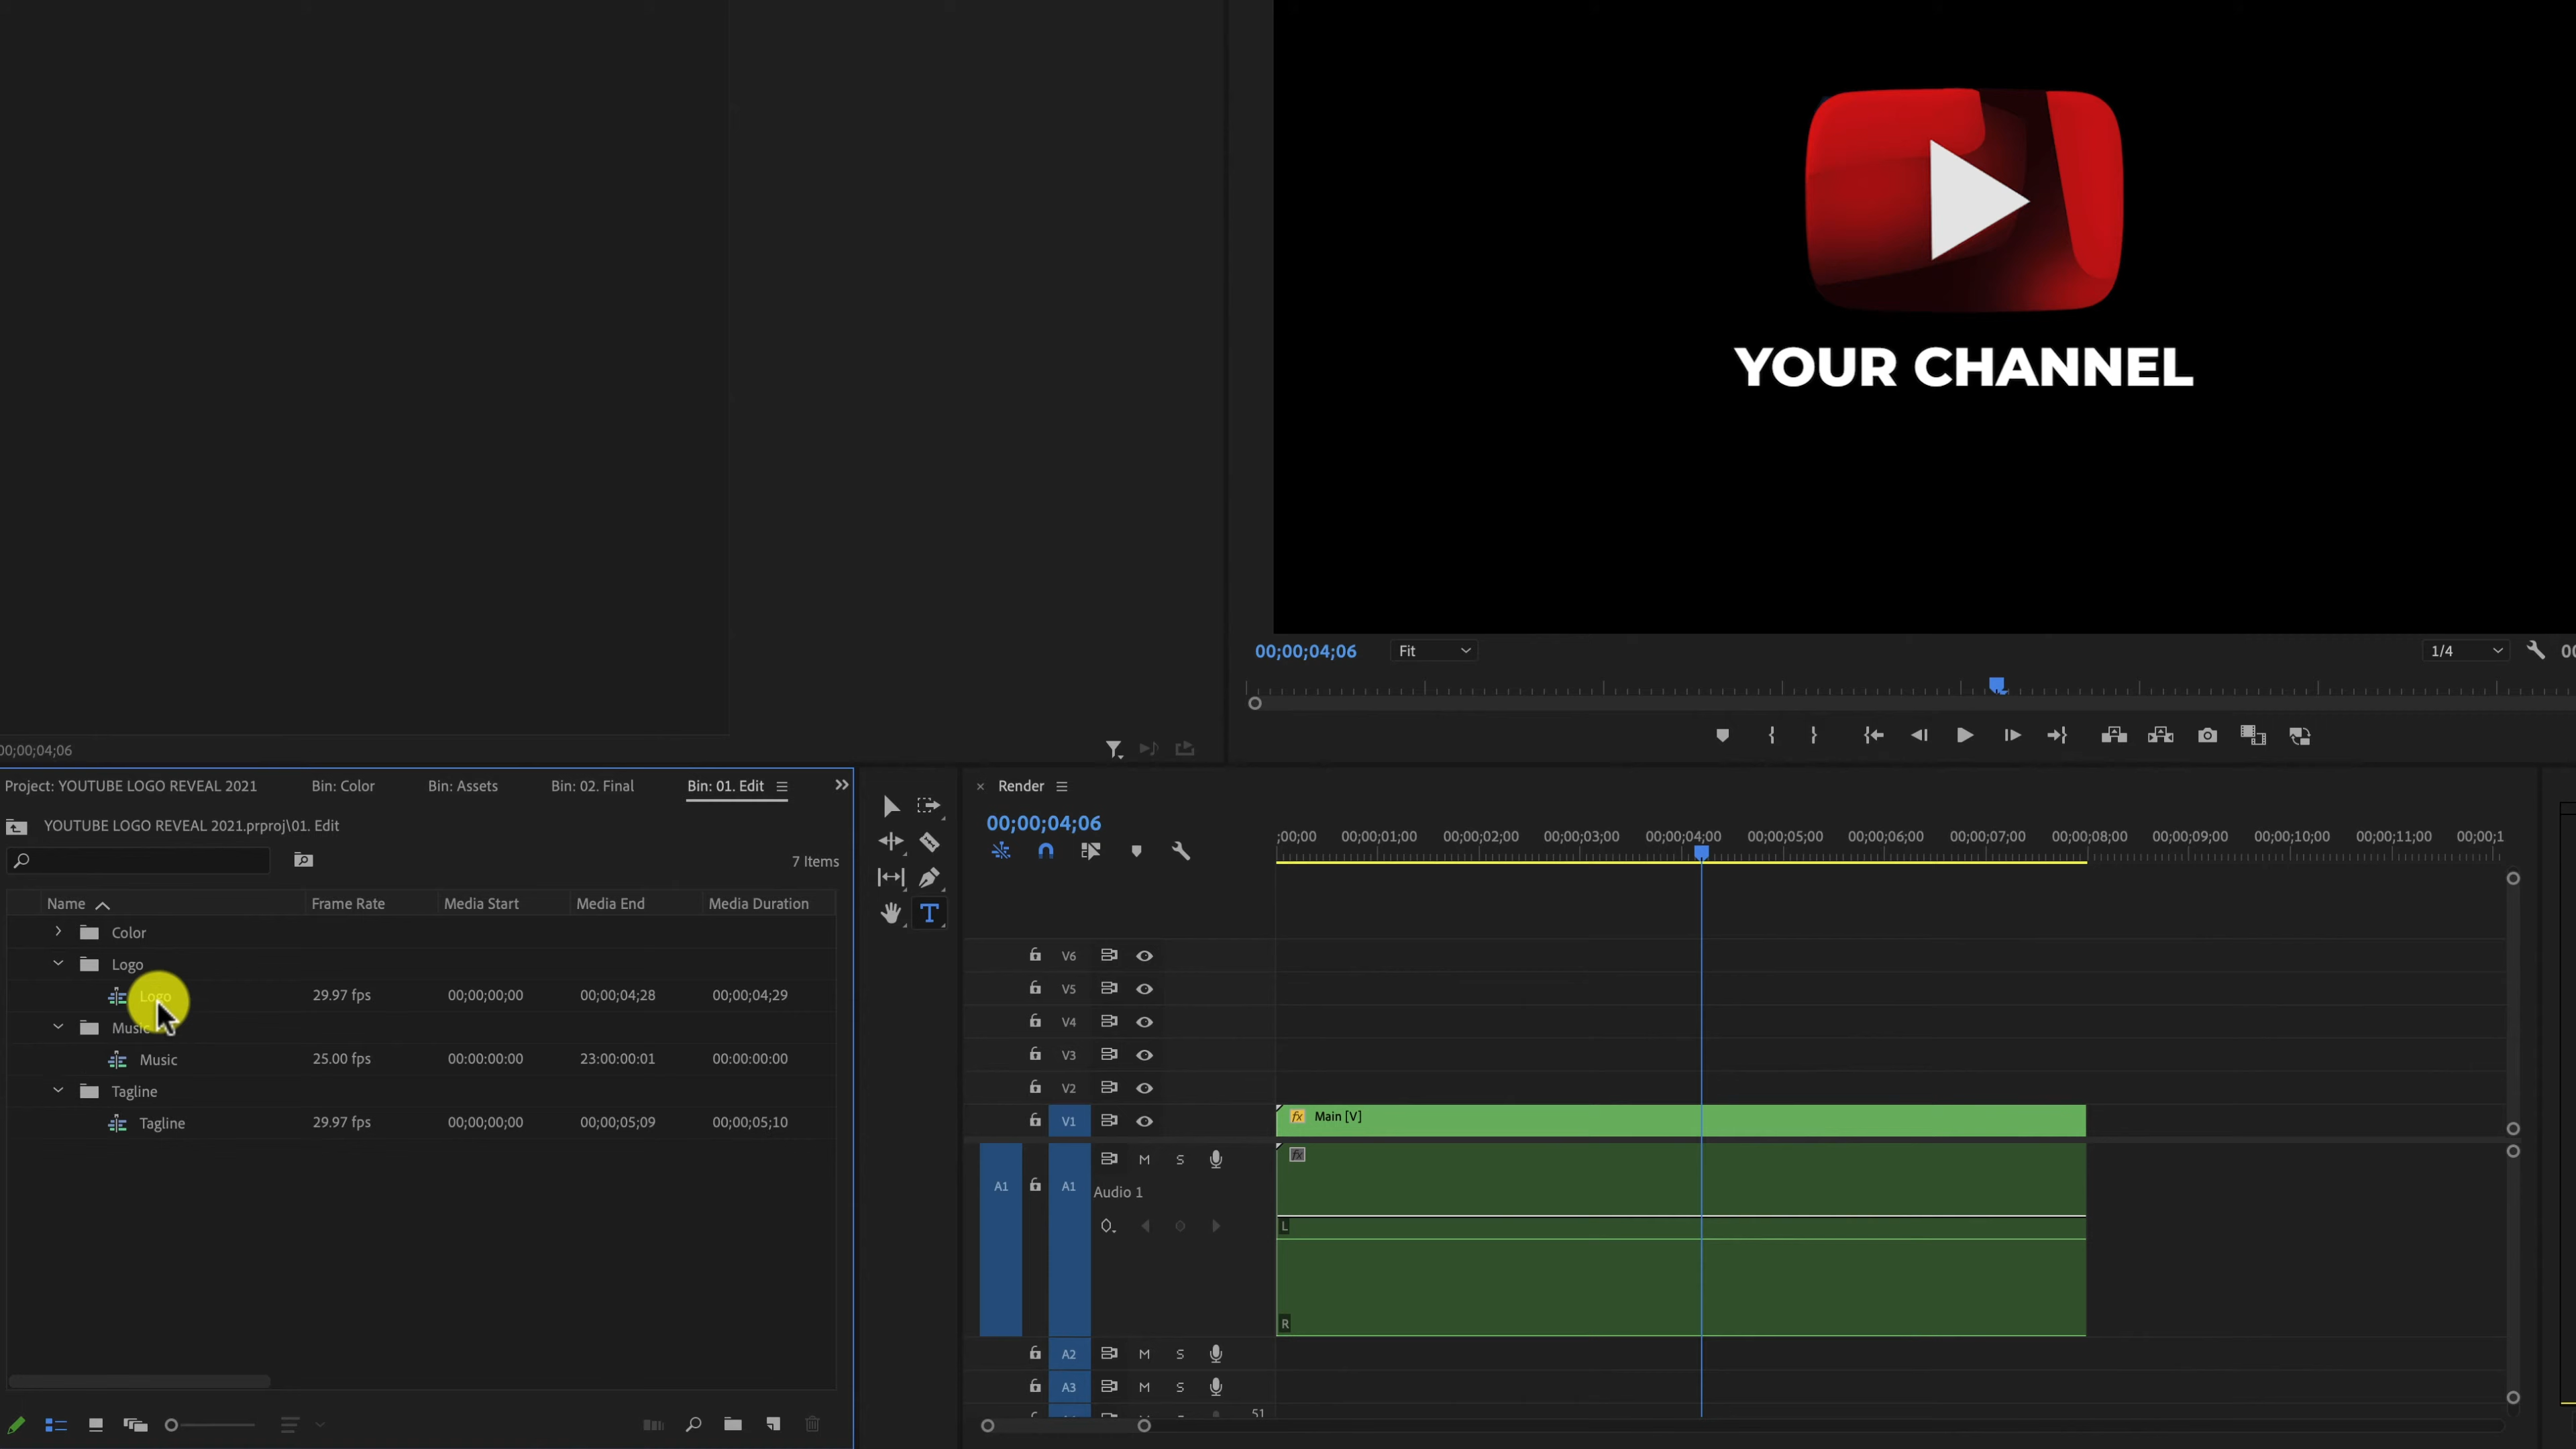 YOUR CHANNEL
00;00;04;06 Fit 1/4
00;00;04;06
Project: YOUTUBE LOGO REVEAL 2021 Bin: Color Bin: Assets Bin: 02. Final Bin: 01. Edit
YOUTUBE LOGO REVEAL 2021.prproj\01. Edit
7 Items
Name Frame Rate Media Start Media End Media Duration
Color
Logo
Logo 29.97 fps 00;00;00;00 00;00;04;28 00;00;04;29
Music
Music 25.00 fps 00:00:00:00 23:00:00:01 00:00:00:00
Tagline
Tagline 29.97 fps 00;00;00;00 00;00;05;09 00;00;05;10
Render
00;00;04;06
;00;00 00;00;01;00 00;00;02;00 00;00;03;00 00;00;04;00 00;00;05;00 00;00;06;00 00;00;07;00 00;00;08;00 00;00;09;00 00;00;10;00 00;00;11;00 00;00;1
V6
V5
V4
V3
V2
V1 fx Main [V]
M S fx
A1 A1 Audio 1
L
R
A2 M S
A3 M S